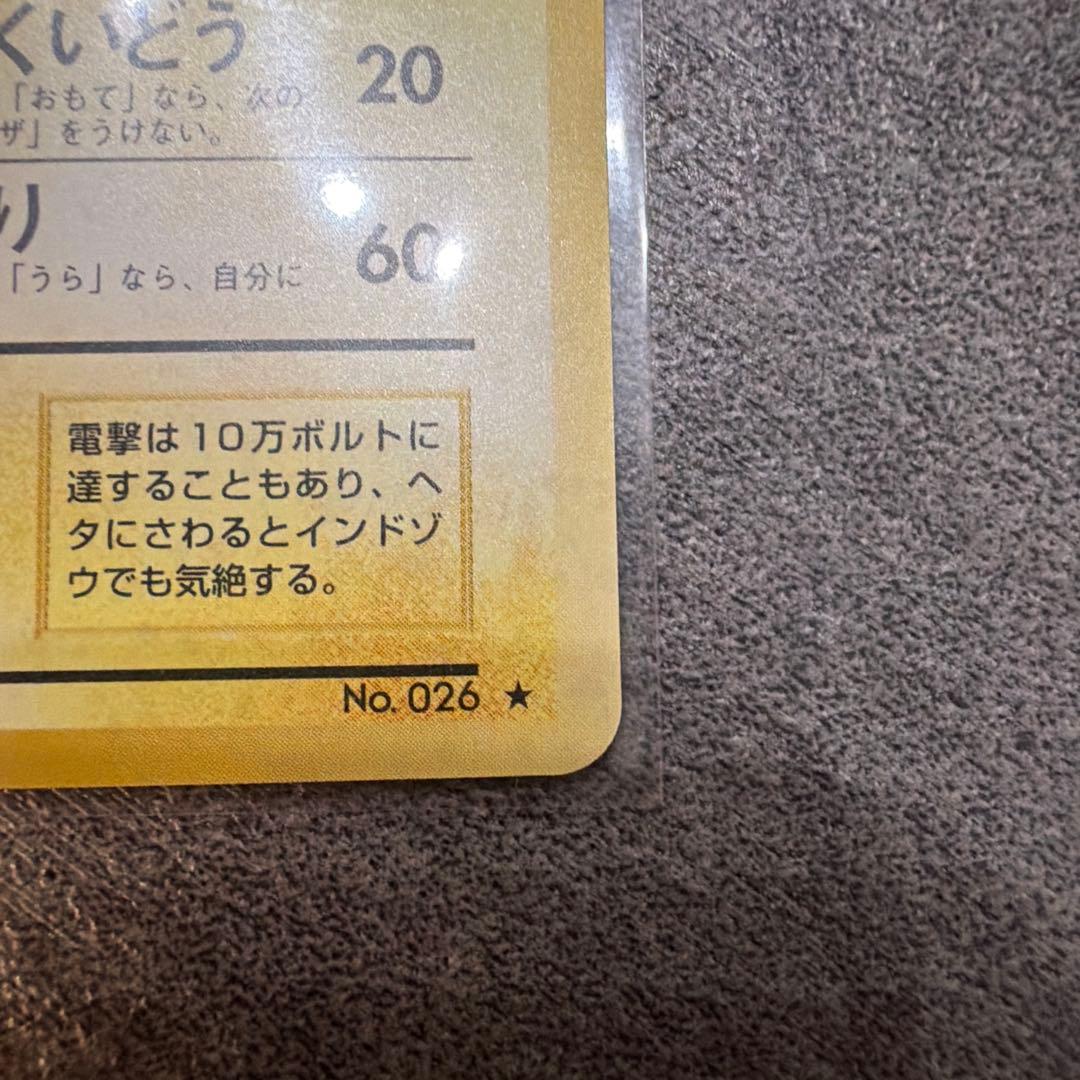 くいどう 20
「おもて」なら、次の
ザ」をうけない。
り 60
「うら」なら、自分に
電撃は10万ボルトに
達することもあり、ヘ
タにさわるとインドゾ
ウでも気絶する。
No. 026 ★